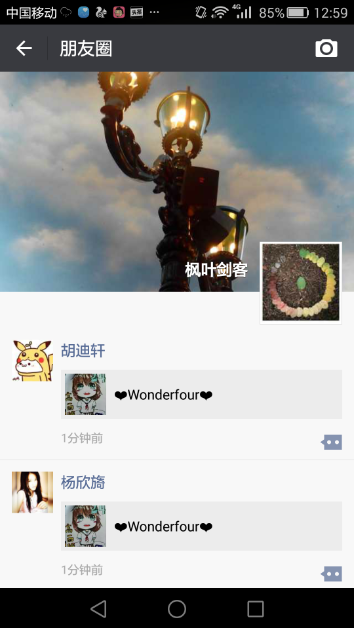 中国移动 4G 85% 12:59
朋友圈
枫叶剑客
胡迪轩
❤Wonderfour❤
1分钟前
杨欣旖
❤Wonderfour❤
1分钟前